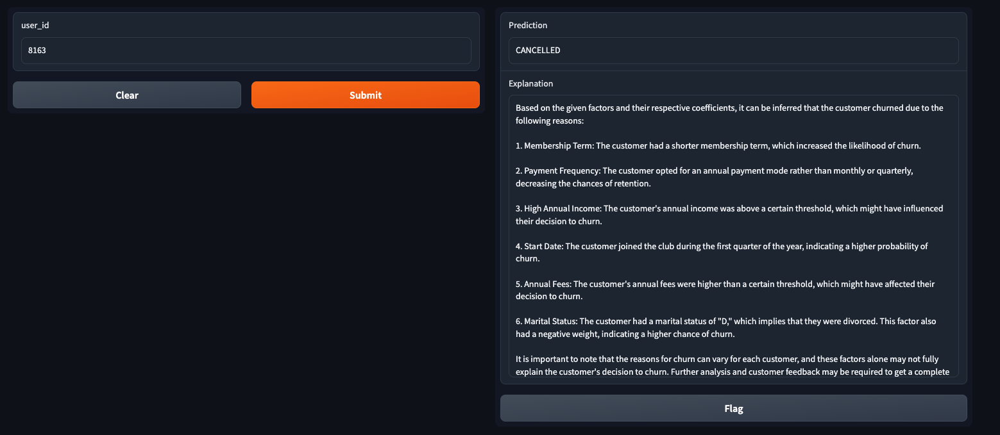 user_id
8163
Clear
Submit
Prediction
CANCELLED
Explanation
Based on the given factors and their respective coefficients, it can be inferred that the customer churned due to the
following reasons:
1. Membership Term: The customer had a shorter membership term, which increased the likelihood of churn.
2. Payment Frequency: The customer opted for an annual payment mode rather than monthly or quarterly,
decreasing the chances of retention.
3. High Annual Income: The customer's annual income was above a certain threshold, which might have influenced
their decision to churn.
4. Start Date: The customer joined the club during the first quarter of the year, indicating a higher probability of
churn.
5. Annual Fees: The customer's annual fees were higher than a certain threshold, which might have affected their
decision to churn.
6. Marital Status: The customer had a marital status of "D," which implies that they were divorced. This factor also
had a negative weight, indicating a higher chance of churn.
It is important to note that the reasons for churn can vary for each customer, and these factors alone may not fully
explain the customer's decision to churn. Further analysis and customer feedback may be required to get a complete
Flag